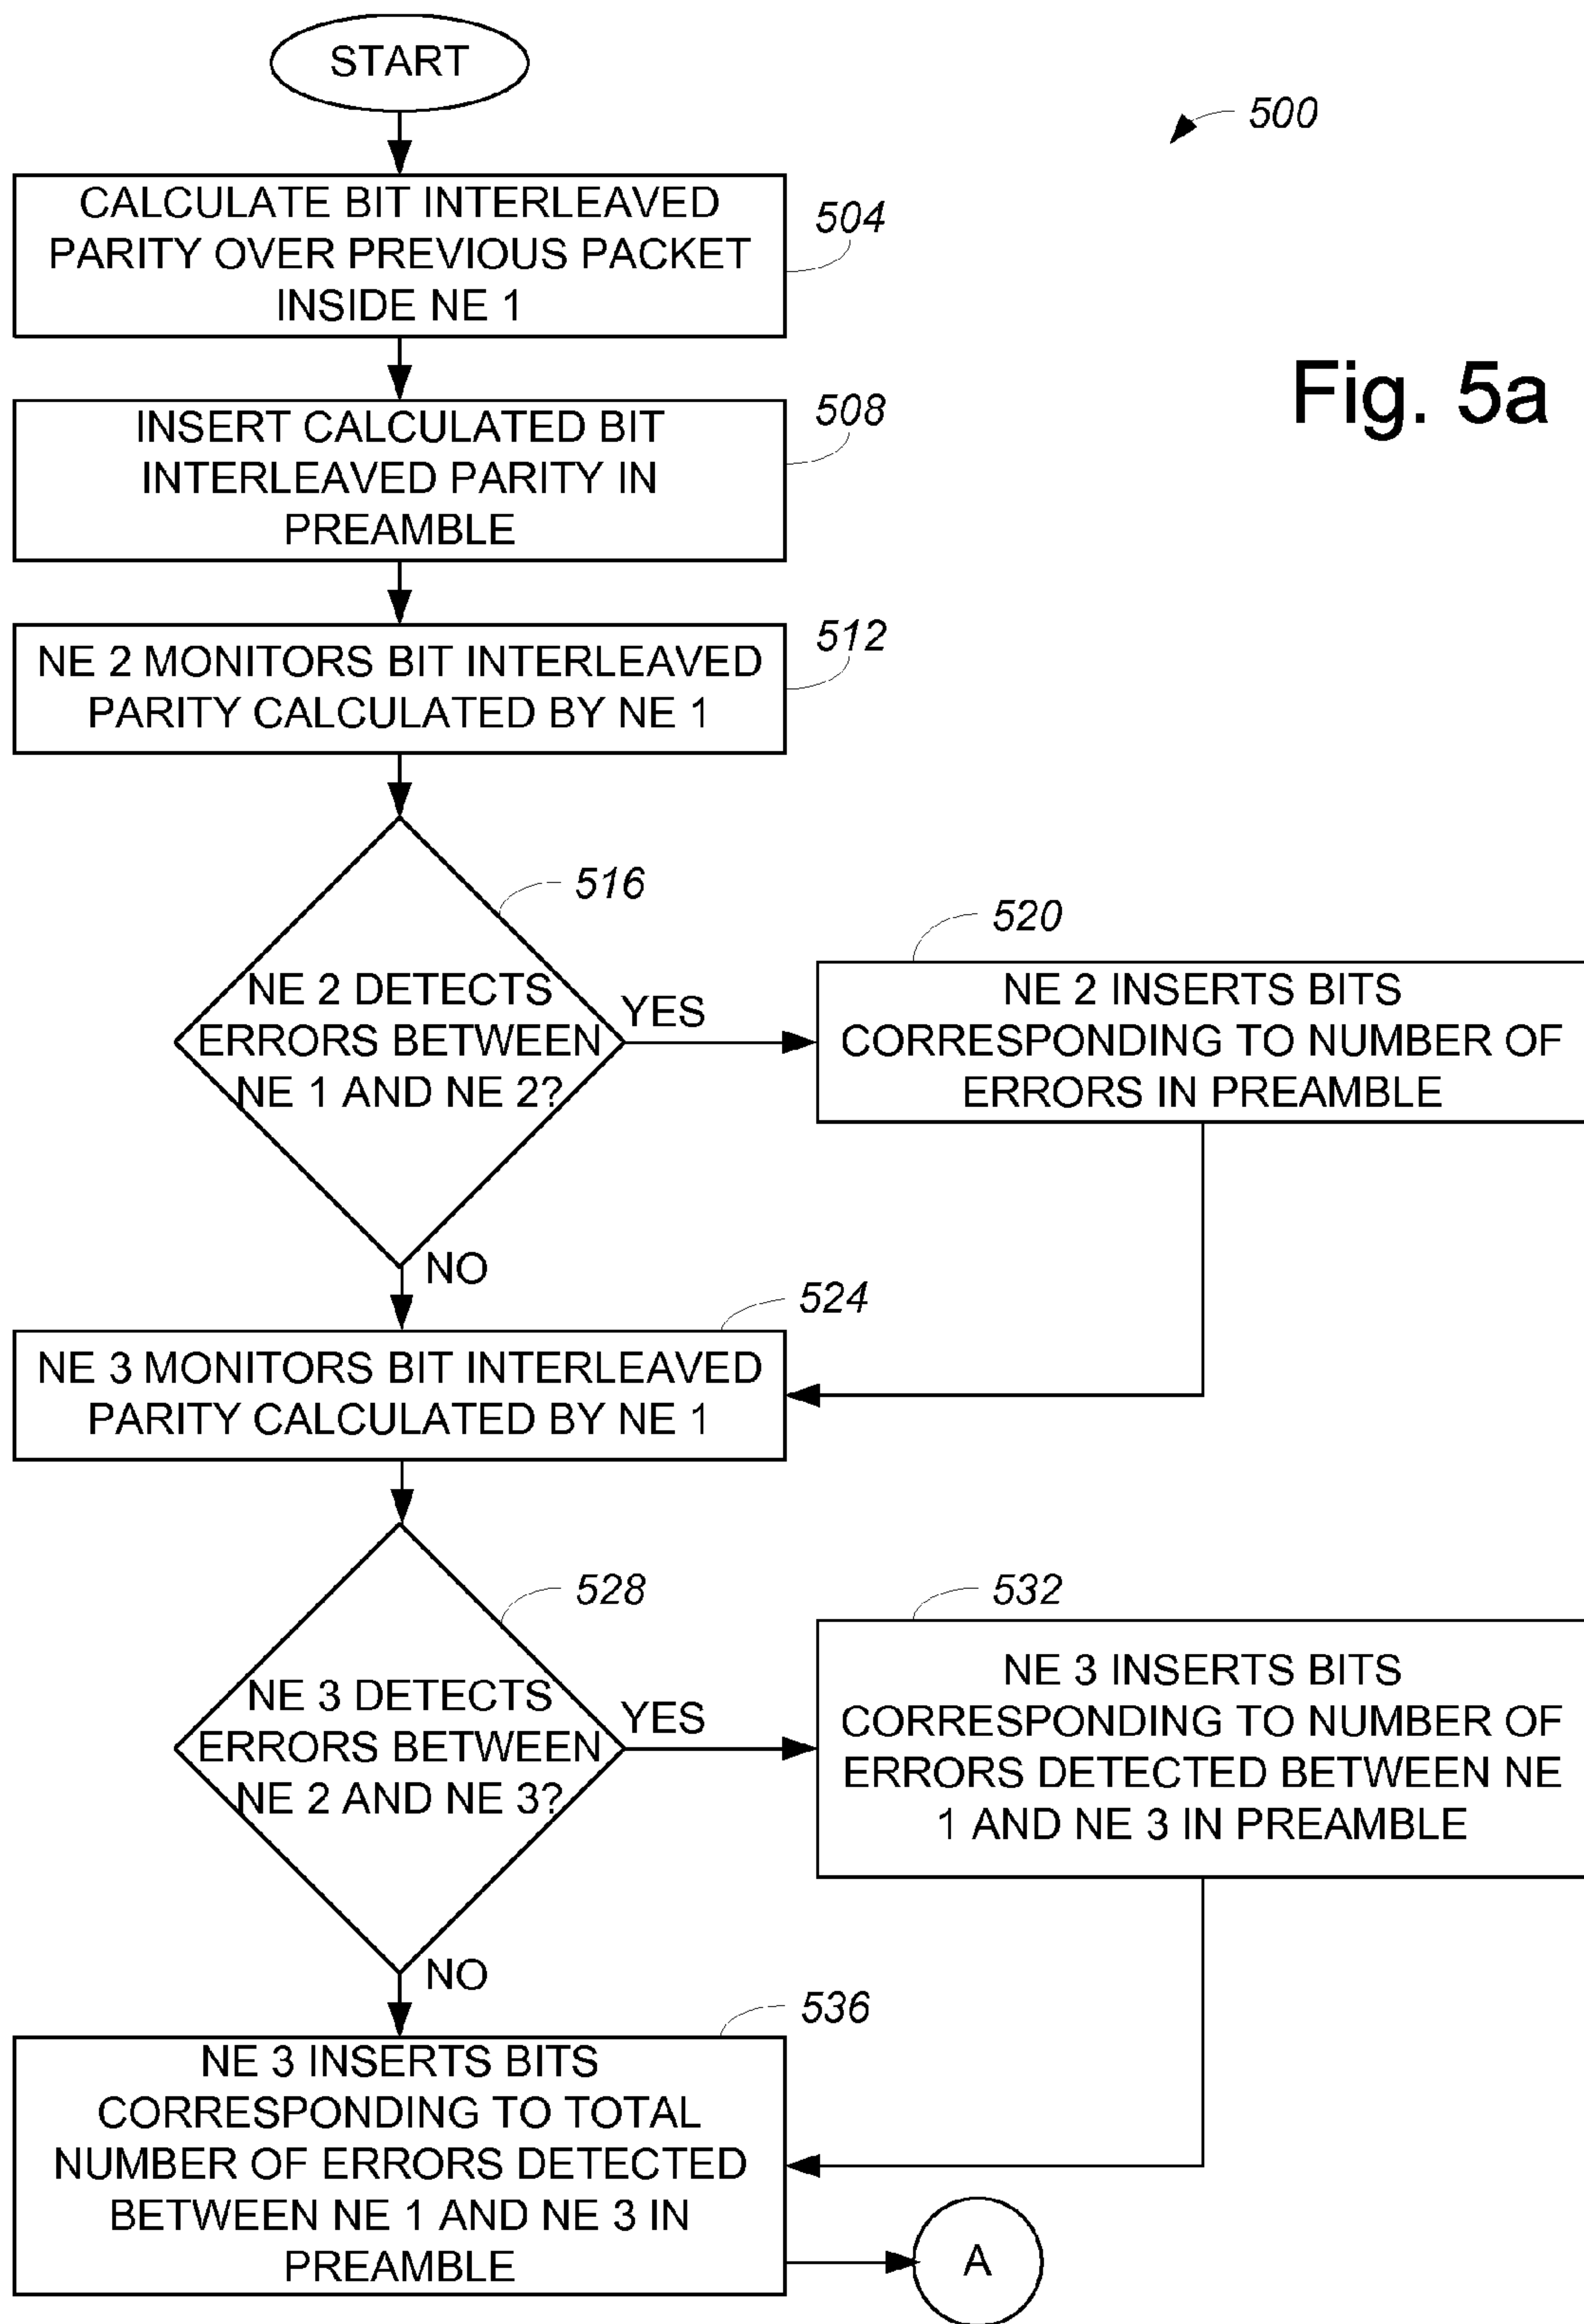 START
500
CALCULATE BIT INTERLEAVED
PARITY OVER PREVIOUS PACKET
INSIDE NE 1
504
Fig. 5a
INSERT CALCULATED BIT
INTERLEAVED PARITY IN
PREAMBLE
508
NE 2 MONITORS BIT INTERLEAVED
PARITY CALCULATED BY NE 1
512
516
NE 2 DETECTS
ERRORS BETWEEN
NE 1 AND NE 2?
YES
520
NE 2 INSERTS BITS
CORRESPONDING TO NUMBER OF
ERRORS IN PREAMBLE
NO
524
NE 3 MONITORS BIT INTERLEAVED
PARITY CALCULATED BY NE 1
528
NE 3 DETECTS
ERRORS BETWEEN
NE 2 AND NE 3?
YES
532
NE 3 INSERTS BITS
CORRESPONDING TO NUMBER OF
ERRORS DETECTED BETWEEN NE
1 AND NE 3 IN PREAMBLE
NO
536
NE 3 INSERTS BITS
CORRESPONDING TO TOTAL
NUMBER OF ERRORS DETECTED
BETWEEN NE 1 AND NE 3 IN
PREAMBLE
A